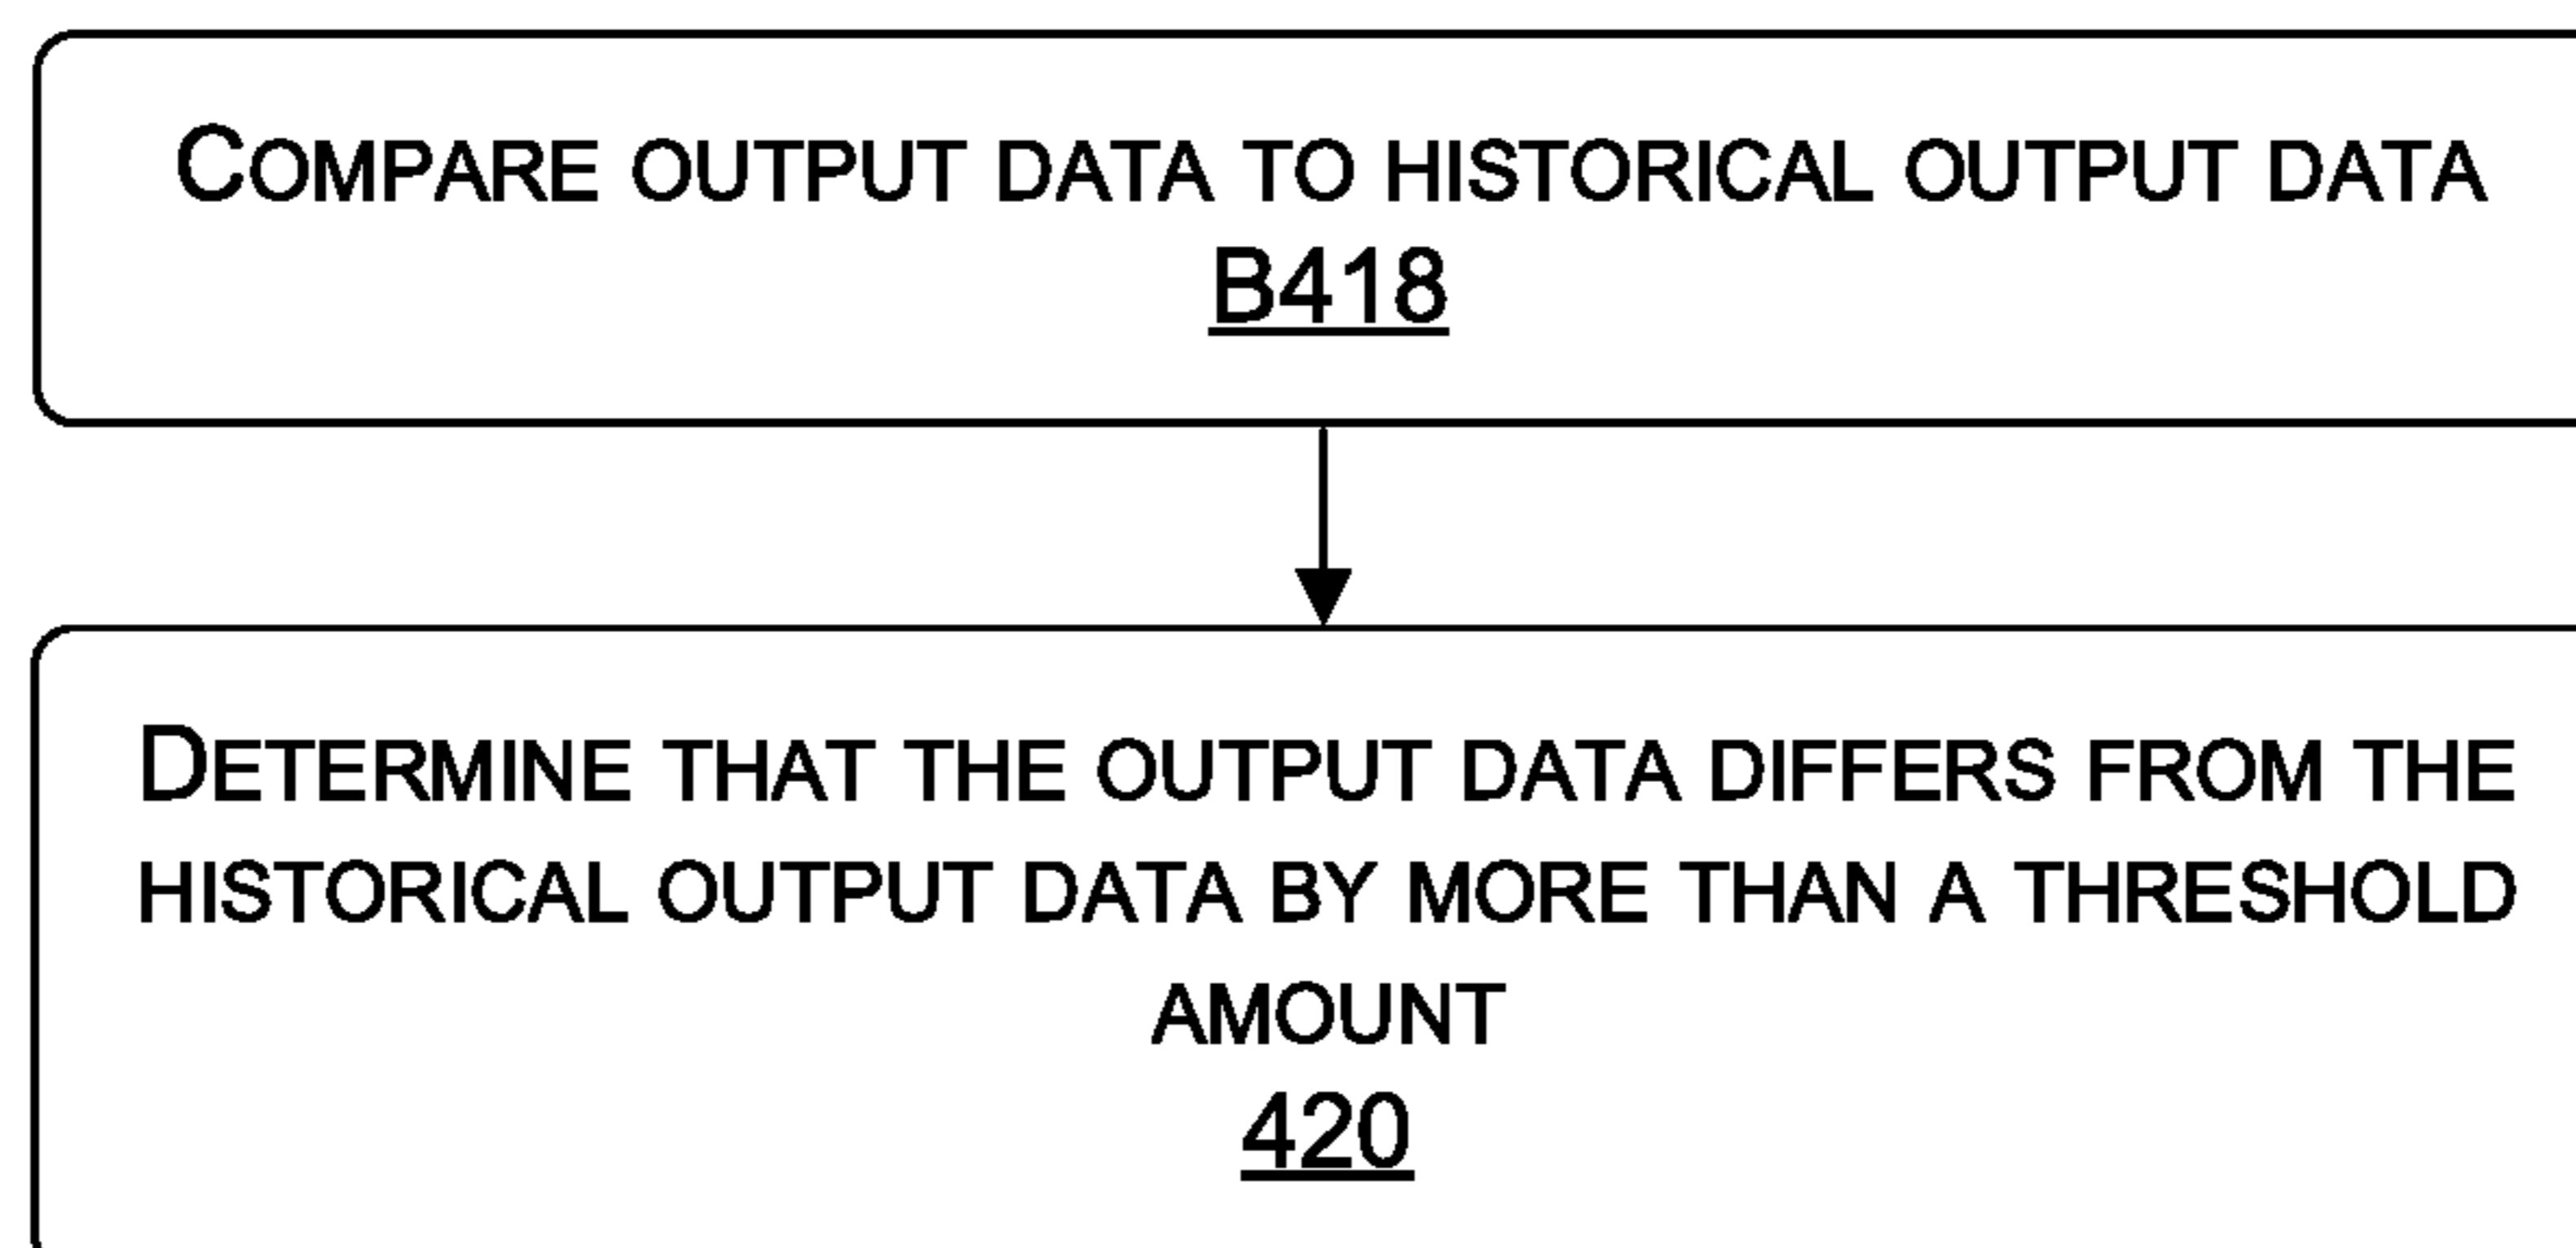 COMPARE OUTPUT DATA TO HISTORICAL OUTPUT DATA
B418
DETERMINE THAT THE OUTPUT DATA DIFFERS FROM THE
HISTORICAL OUTPUT DATA BY MORE THAN A THRESHOLD
AMOUNT
420